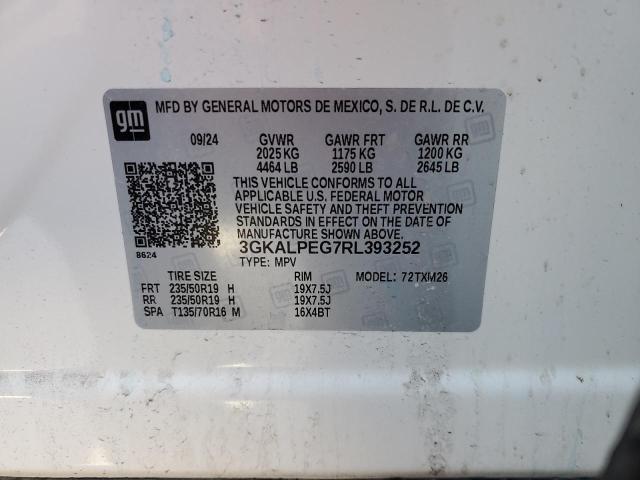 gm MFD BY GENERAL MOTORS DE MEXICO, S. DE R.L. DE C.V.
09/24 GVWR GAWR FRT GAWR RR
2025 KG 1175 KG 1200 KG
4464 LB 2590 LB 2645 LB
THIS VEHICLE CONFORMS TO ALL
APPLICABLE U.S. FEDERAL MOTOR
VEHICLE SAFETY AND THEFT PREVENTION
STANDARDS IN EFFECT ON THE DATE OF
MANUFACTURE SHOWN ABOVE.
8624 3GKALPEG7RL393252
TYPE: MPV
TIRE SIZE RIM MODEL: 72TXM26
FRT 235/50R19 H 19X7.5J
RR 235/50R19 H 19X7.5J
SPA T135/70R16 M 16X4BT